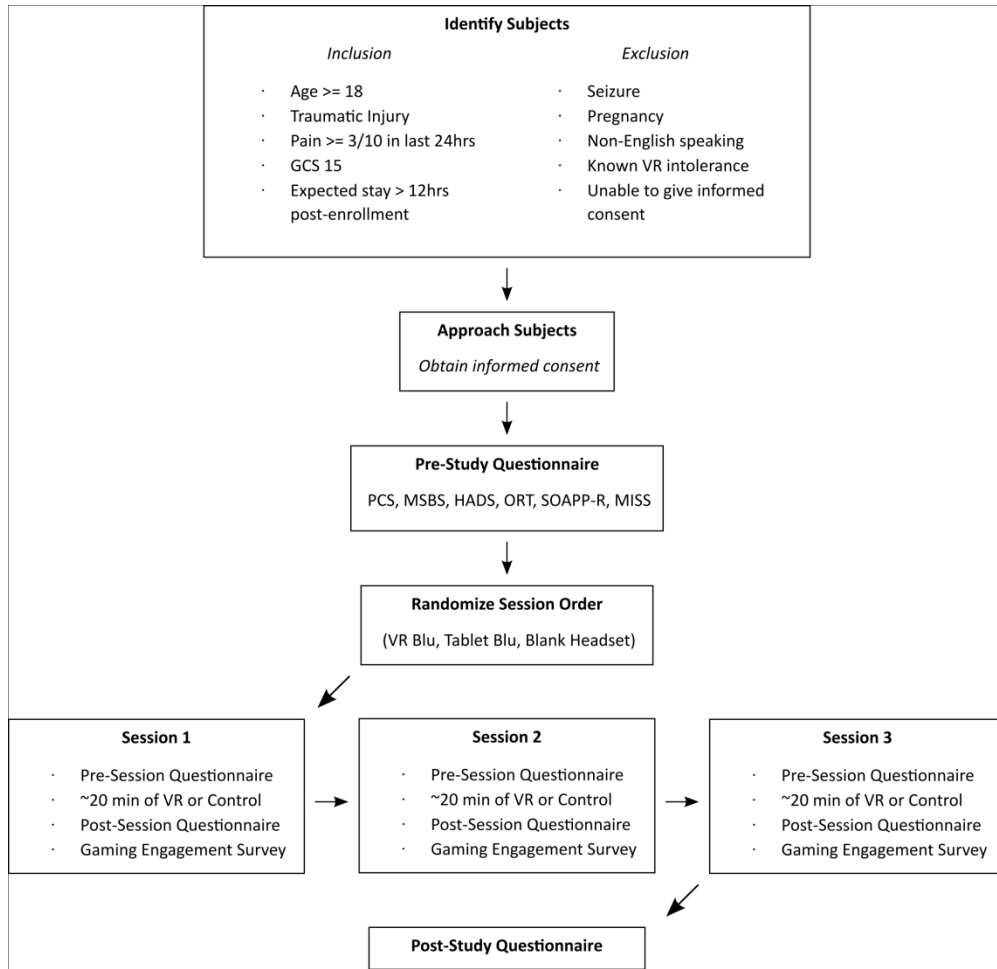 Identify Subjects
Inclusion
· Age >= 18
· Traumatic Injury
· Pain >= 3/10 in last 24hrs
· GCS 15
· Expected stay > 12hrs
post-enrollment
Exclusion
· Seizure
· Pregnancy
· Non-English speaking
· Known VR intolerance
· Unable to give informed
consent
Approach Subjects
Obtain informed consent
Pre-Study Questionnaire
PCS, MSBS, HADS, ORT, SOAPP-R, MISS
Randomize Session Order
(VR Blu, Tablet Blu, Blank Headset)
Session 1
· Pre-Session Questionnaire
· ~20 min of VR or Control
· Post-Session Questionnaire
· Gaming Engagement Survey
Session 2
· Pre-Session Questionnaire
· ~20 min of VR or Control
· Post-Session Questionnaire
· Gaming Engagement Survey
Session 3
· Pre-Session Questionnaire
· ~20 min of VR or Control
· Post-Session Questionnaire
· Gaming Engagement Survey
Post-Study Questionnaire